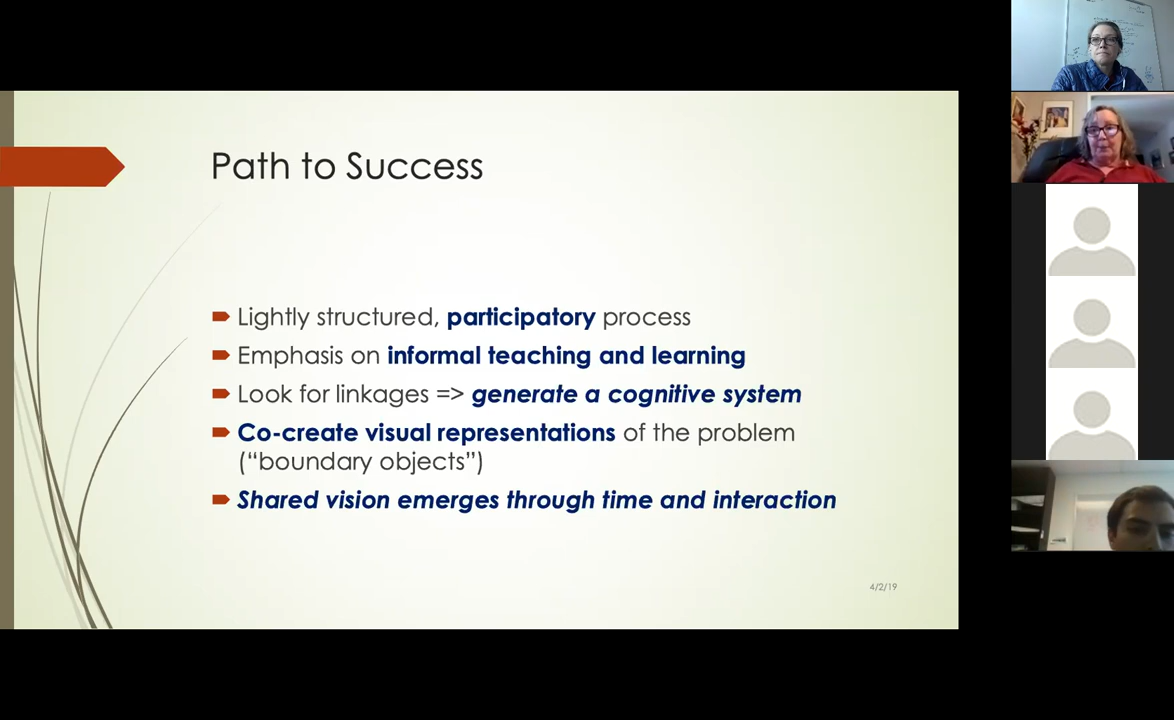 Path to Success
Lightly structured, participatory process
Emphasis on informal teaching and learning
Look for linkages => generate a cognitive system
Co-create visual representations of the problem
(“boundary objects”)
Shared vision emerges through time and interaction
4/2/19